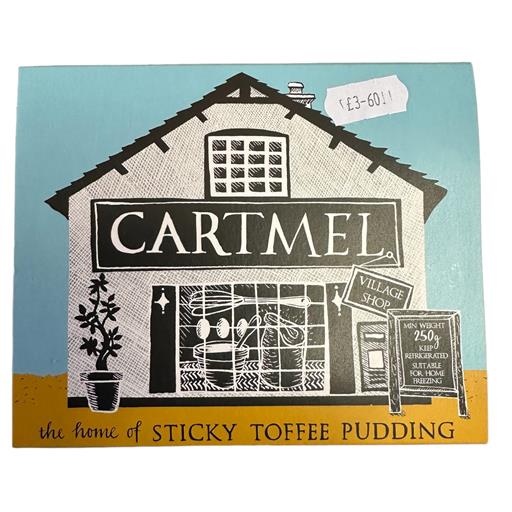 £3-60
CARTMEL
VILLAGE
SHOP
MIN WEIGHT
250g
KEEP
REFRIGERATED
SUITABLE
FOR HOME
FREEZING
the home of STICKY TOFFEE PUDDING